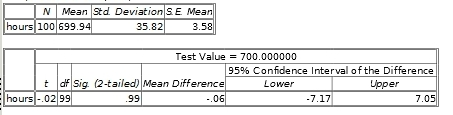 N Mean Std. Deviation S.E. Mean
hours 100 699.94 35.82 3.58
Test Value = 700.000000
95% Confidence Interval of the Difference
t df Sig. (2-tailed) Mean Difference Lower Upper
hours -.02 99 .99 -.06 -7.17 7.05